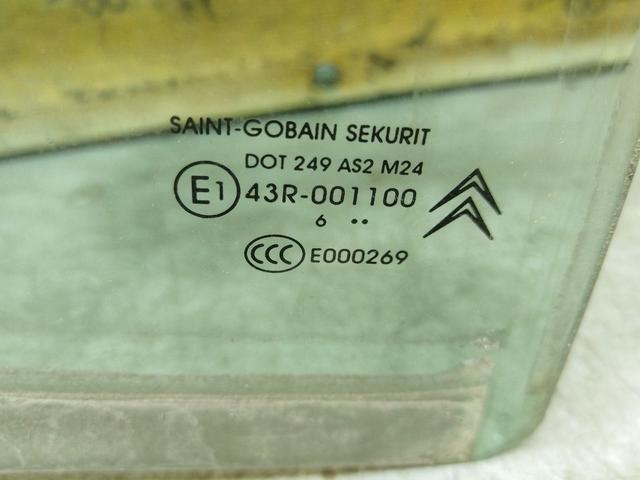 SAINT-GOBAIN SEKURIT
DOT 249 AS2 M24
E1 43R-001100
6 ··
CCC E000269